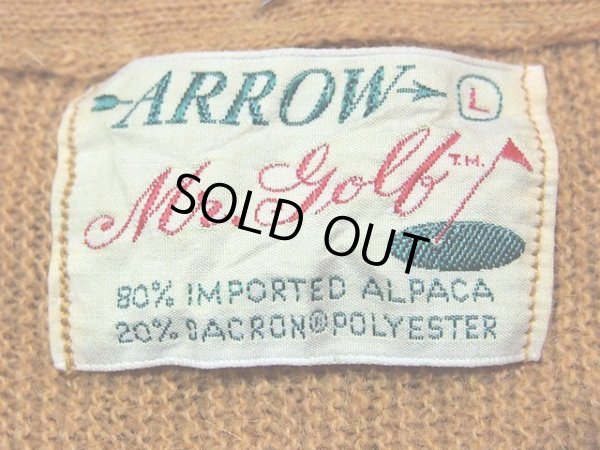 ARROW L
Mr. Golf T.M.
SOLD OUT
80% IMPORTED ALPACA
20% DACRON® POLYESTER